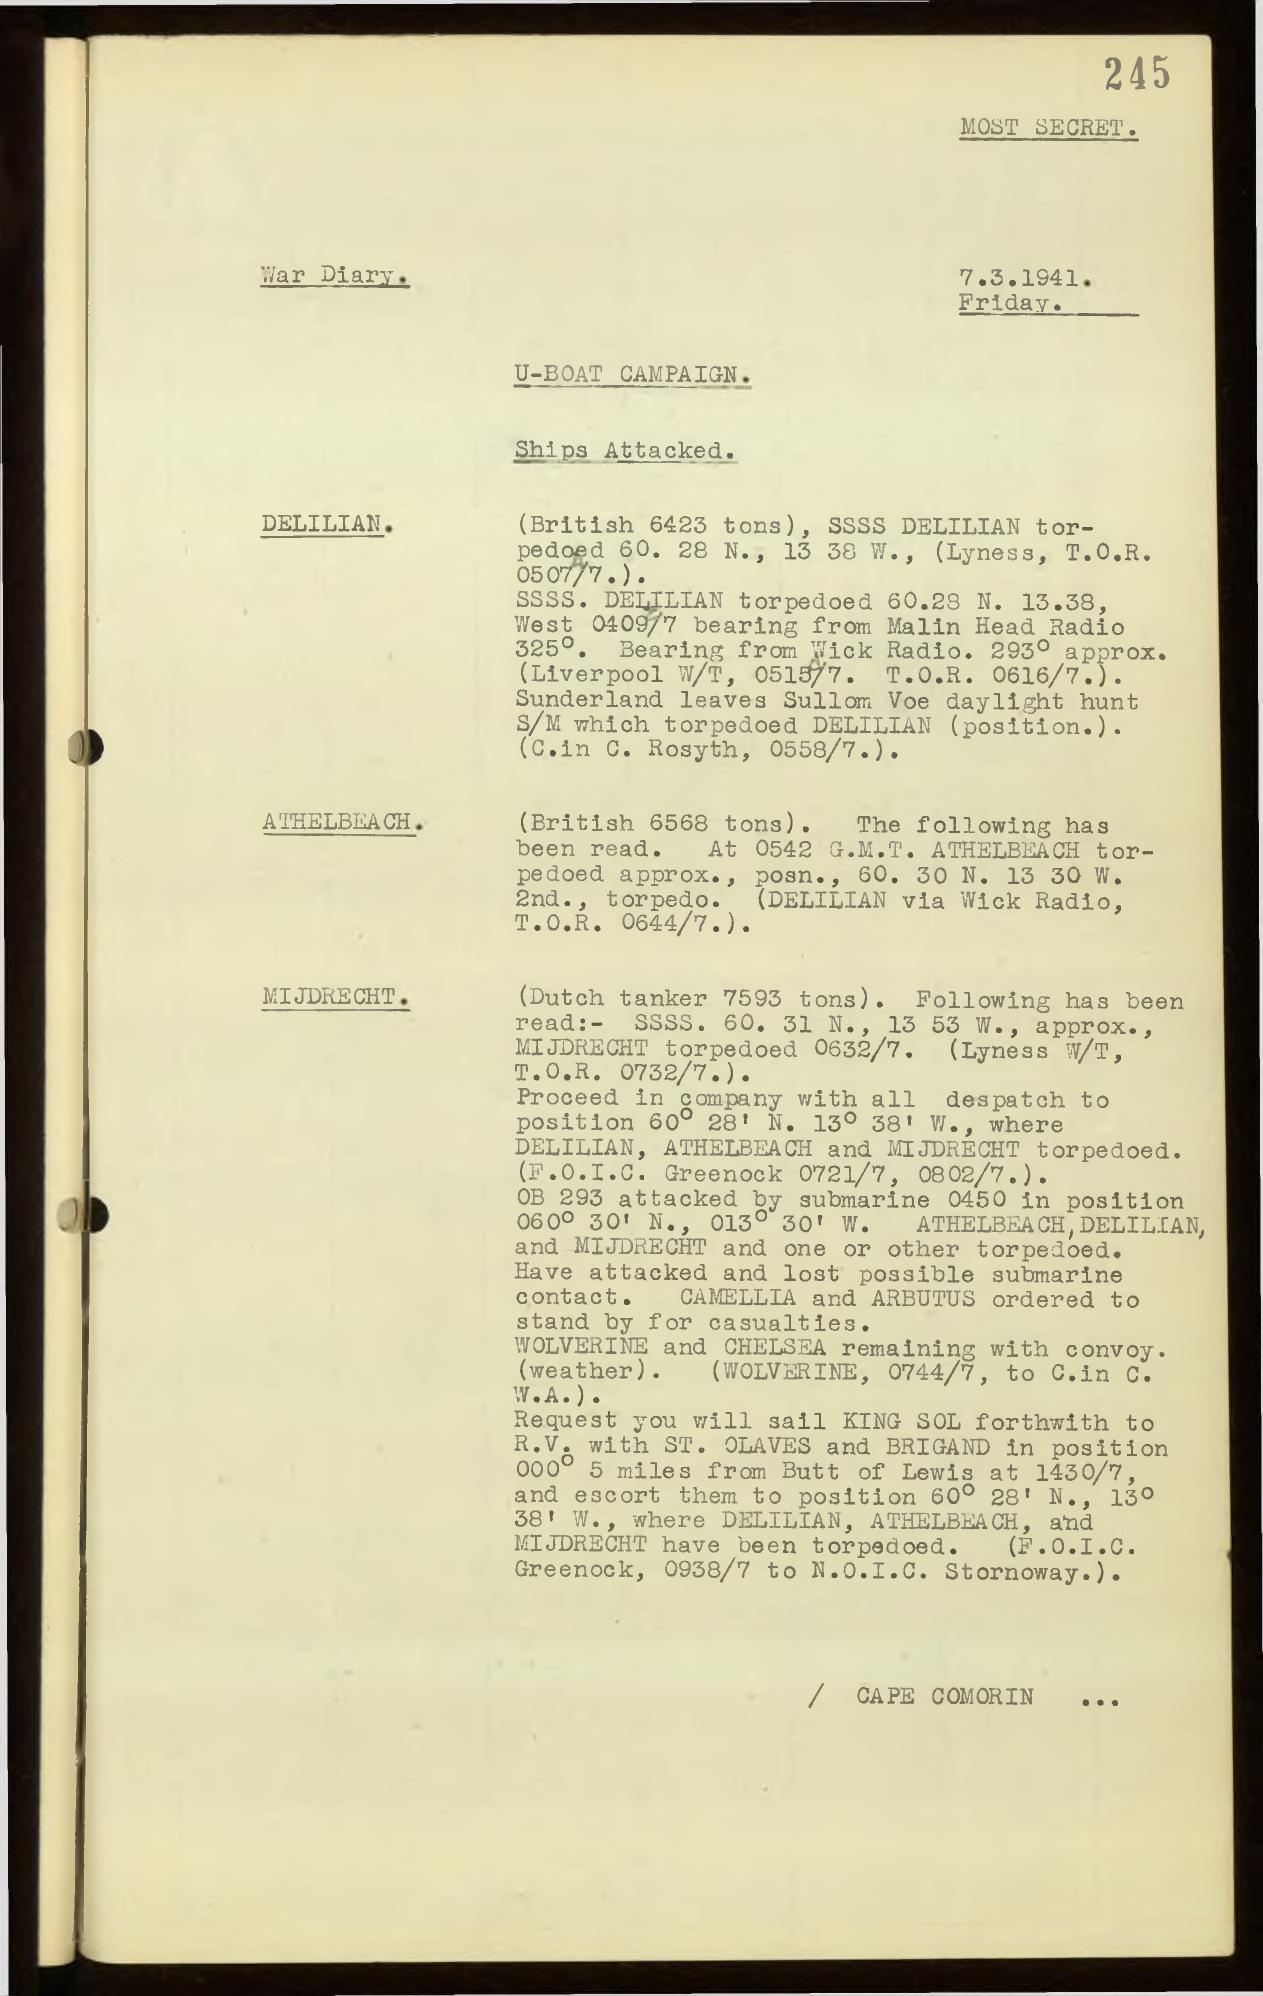 245
MOST SECRET.
War Diary.
7.3.1941.
Friday.
U-BOAT CAMPAIGN.
Ships Attacked.
DELILIAN.
(British 6423 tons), SSSS DELILIAN tor-
pedoed 60. 28 N., 13 38 W., (Lyness, T.O.R.
0507/7.).
SSSS. DELILIAN torpedoed 60.28 N. 13.38,
West 0409/7 bearing from Malin Head Radio
325°. Bearing from Wick Radio. 293° approx.
(Liverpool W/T, 0515/7. T.O.R. 0616/7.).
Sunderland leaves Sullom Voe daylight hunt
S/M which torpedoed DELILIAN (position.).
(C.in C. Rosyth, 0558/7.).
ATHELBEACH.
(British 6568 tons). The following has
been read. At 0542 G.M.T. ATHELBEACH tor-
pedoed approx., posn., 60. 30 N. 13 30 W.
2nd., torpedo. (DELILIAN via Wick Radio,
T.O.R. 0644/7.).
MIJDRECHT.
(Dutch tanker 7593 tons). Following has been
read:- SSSS. 60. 31 N., 13 53 W., approx.,
MIJDRECHT torpedoed 0632/7. (Lyness W/T,
T.O.R. 0732/7.).
Proceed in company with all despatch to
position 60° 28' N. 13° 38' W., where
DELILIAN, ATHELBEACH and MIJDRECHT torpedoed.
(F.O.I.C. Greenock 0721/7, 0802/7.).
OB 293 attacked by submarine 0450 in position
060° 30' N., 013° 30' W. ATHELBEACH, DELILIAN,
and MIJDRECHT and one or other torpedoed.
Have attacked and lost possible submarine
contact. CAMELLIA and ARBUTUS ordered to
stand by for casualties.
WOLVERINE and CHELSEA remaining with convoy.
(weather). (WOLVERINE, 0744/7, to C.in C.
W.A.).
Request you will sail KING SOL forthwith to
R.V. with ST. OLAVES and BRIGAND in position
000° 5 miles from Butt of Lewis at 1430/7,
and escort them to position 60° 28' N., 13°
38' W., where DELILIAN, ATHELBEACH, and
MIJDRECHT have been torpedoed. (F.O.I.C.
Greenock, 0938/7 to N.O.I.C. Stornoway.).
/ CAPE COMORIN ...